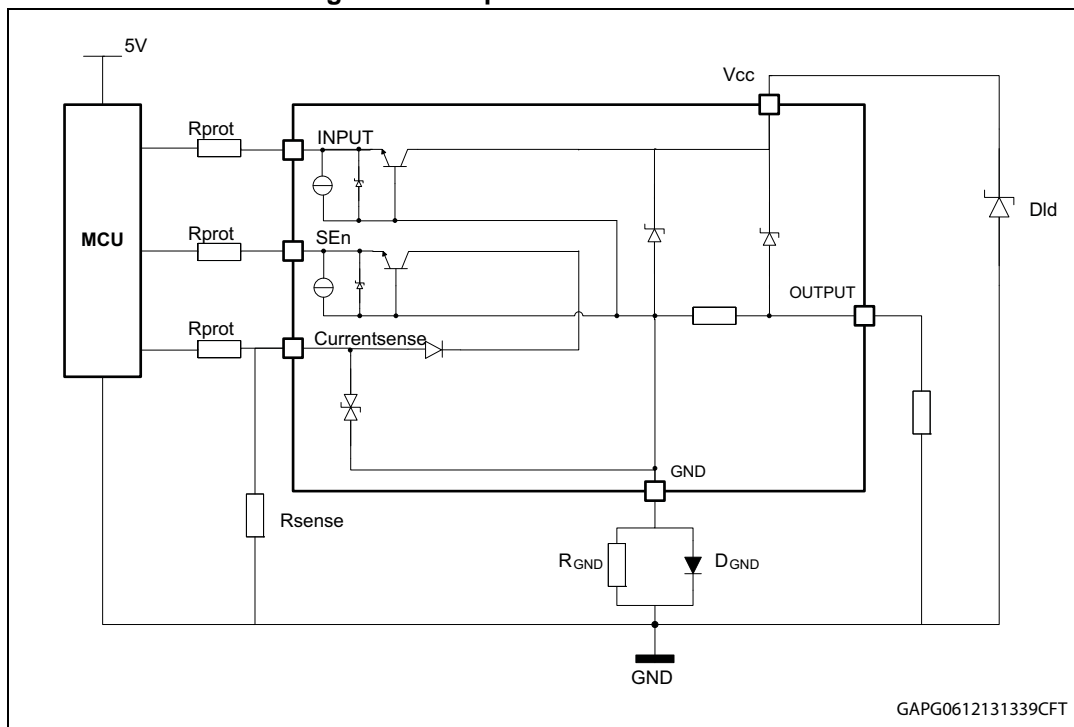 5V
Vcc
Rprot
INPUT
Dld
MCU
Rprot
SEn
OUTPUT
Rprot
Currentsense
GND
Rsense
RGND
DGND
GND
GAPG0612131339CFT